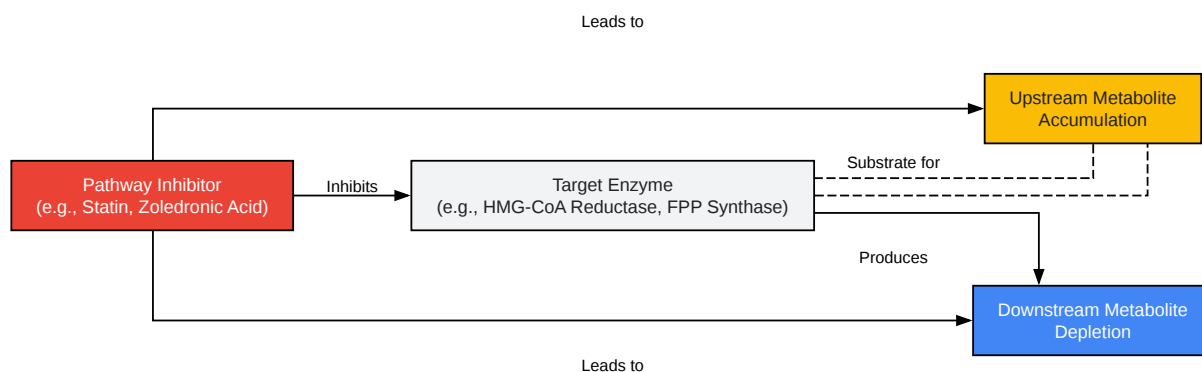 Leads to
Upstream Metabolite
Accumulation
Substrate for
Pathway Inhibitor
(e.g., Statin, Zoledronic Acid)
Inhibits
Target Enzyme
(e.g., HMG-CoA Reductase, FPP Synthase)
Produces
Downstream Metabolite
Depletion
Leads to